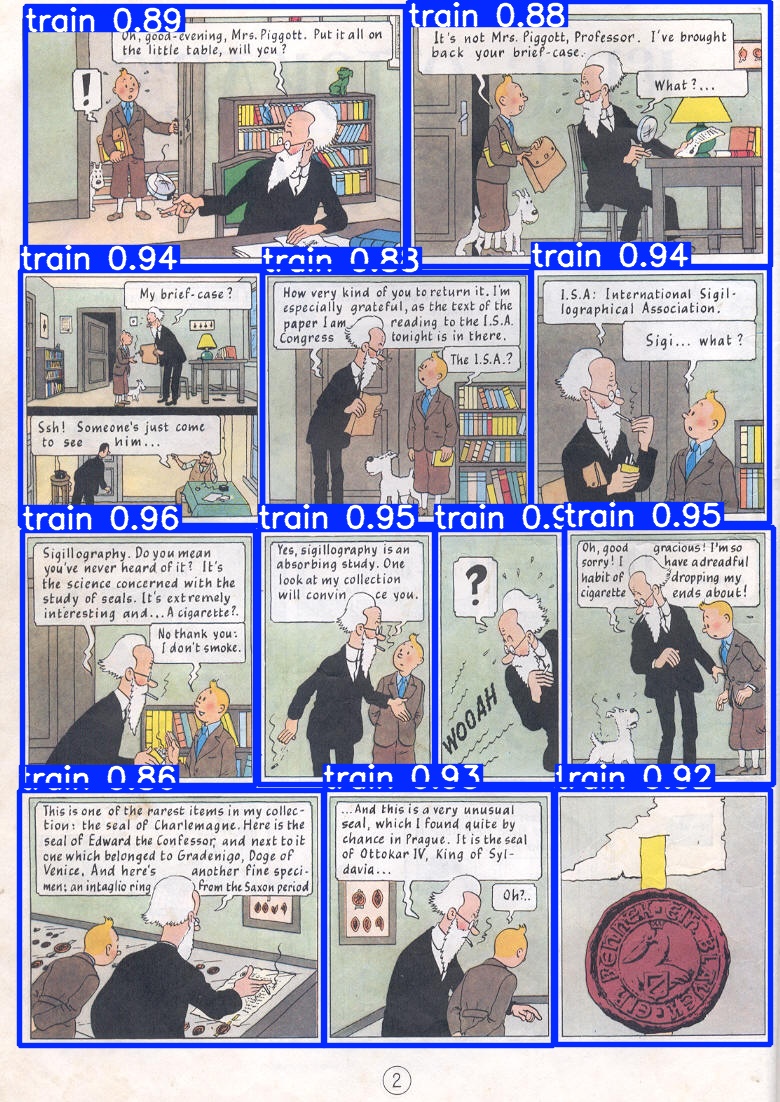 train 0.89
Oh, good-evening, Mrs. Piggott. Put it all on
the little table, will you?
!
train 0.88
It's not Mrs. Piggott, Professor. I've brought
back your brief-case.
What?...
train 0.94
My brief-case?
Ssh! Someone's just come
to see him...
train 0.83
How very kind of you to return it. I'm
especially grateful, as the text of the
paper I am reading to the I.S.A.
Congress tonight is in there.
The I.S.A.?
train 0.94
I.S.A: International Sigil-
lographical Association.
Sigi... what?
train 0.96
Sigillography. Do you mean
you've never heard of it? It's
the science concerned with the
study of seals. It's extremely
interesting and... A cigarette?.
No thank you:
I don't smoke.
train 0.95
Yes, sigillography is an
absorbing study. One
look at my collection
will convince you.
train 0.9
?
WOOAH
train 0.95
Oh, good gracious! I'm so
sorry! I have a dreadful
habit of dropping my
cigarette ends about!
train 0.86
This is one of the rarest items in my collec-
tion: the seal of Charlemagne. Here is the
seal of Edward the Confessor, and next to it
one which belonged to Gradenigo, Doge of
Venice. And here's another fine speci-
men; an intaglio ring from the Saxon period
train 0.93
...And this is a very unusual
seal, which I found quite by
chance in Prague. It is the seal
of Ottokar IV, King of Syl-
davia...
Oh?..
train 0.92
2